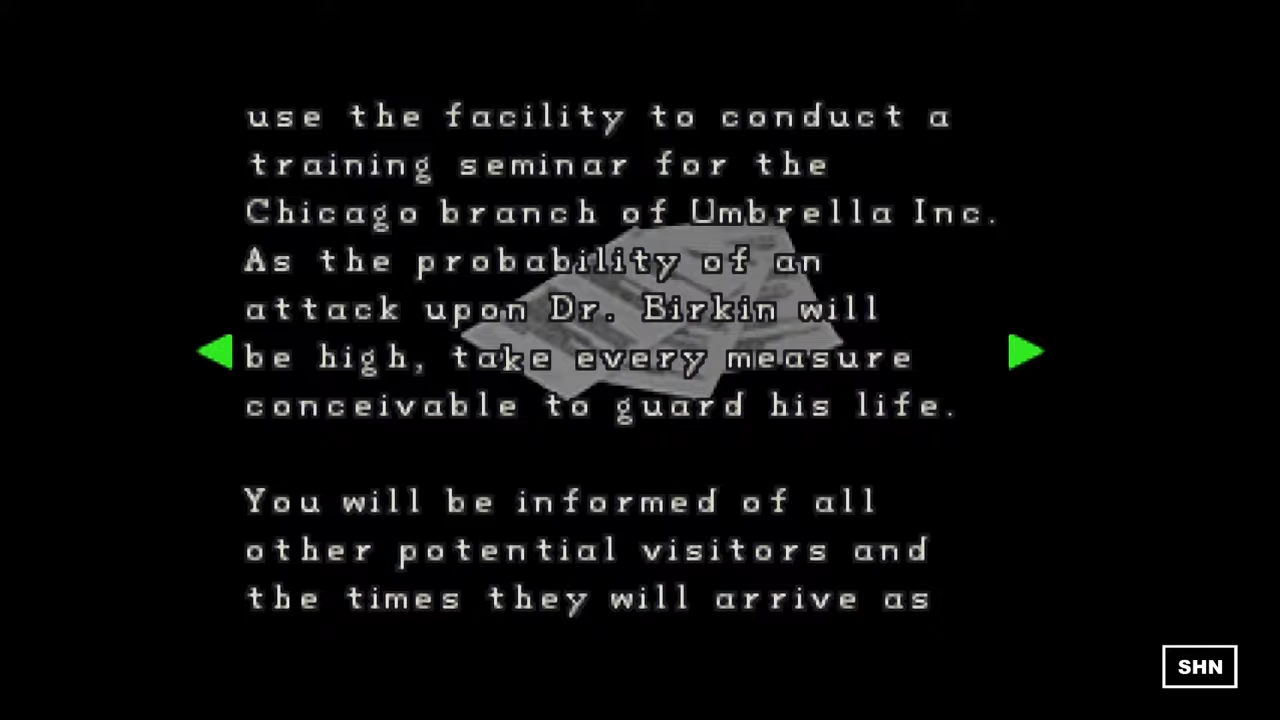 use the facility to conduct a
training seminar for the
Chicago branch of Umbrella Inc.
As the probability of an
attack upon Dr. Birkin will
be high, take every measure
conceivable to guard his life.
You will be informed of all
other potential visitors and
the times they will arrive as
SHN